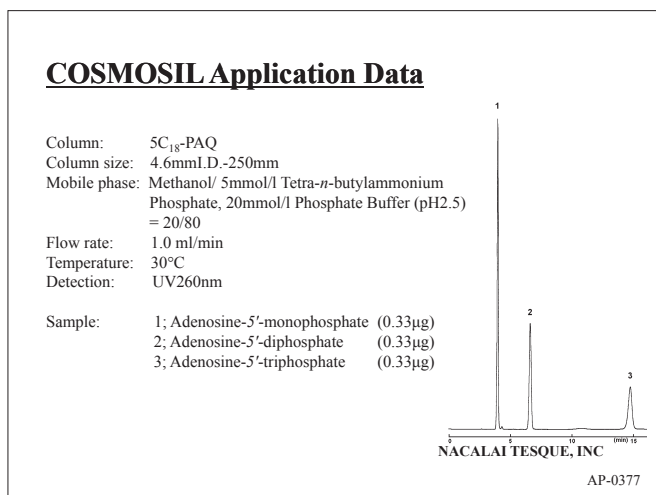 COSMOSIL Application Data
Column: 5C18-PAQ
Column size: 4.6mmI.D.-250mm
Mobile phase: Methanol/ 5mmol/l Tetra-n-butylammonium
Phosphate, 20mmol/l Phosphate Buffer (pH2.5)
= 20/80
Flow rate: 1.0 ml/min
Temperature: 30°C
Detection: UV260nm
Sample: 1; Adenosine-5'-monophosphate (0.33μg)
2; Adenosine-5'-diphosphate (0.33μg)
3; Adenosine-5'-triphosphate (0.33μg)
1
2
3
0 5 10 (min) 15
NACALAI TESQUE, INC
AP-0377